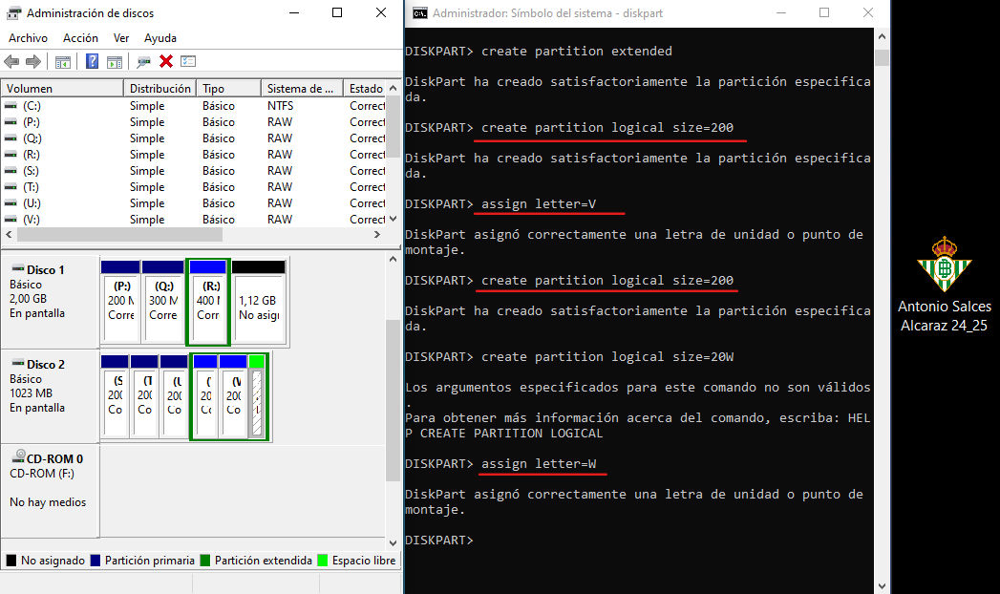 Administración de discos
Archivo Acción Ver Ayuda
Volumen Distribución Tipo Sistema de ... Estado
(C:) Simple Básico NTFS Correct
(P:) Simple Básico RAW Correct
(Q:) Simple Básico RAW Correct
(R:) Simple Básico RAW Correct
(S:) Simple Básico RAW Correct
(T:) Simple Básico RAW Correct
(U:) Simple Básico RAW Correct
(V:) Simple Básico RAW Correct
Disco 1
Básico
2,00 GB
En pantalla
(P:)
200 M
Corre
(Q:)
300 M
Corre
(R:)
400 M
Corre
1,12 GB
No asign
Disco 2
Básico
1023 MB
En pantalla
(S
200
Co
(T
200
Co
(U
200
Co
(
20
Co
(W
200
Co
CD-ROM 0
CD-ROM (F:)
No hay medios
No asignado Partición primaria Partición extendida Espacio libre
Administrador: Símbolo del sistema - diskpart
DISKPART> create partition extended
DiskPart ha creado satisfactoriamente la partición especifica
da.
DISKPART> create partition logical size=200
DiskPart ha creado satisfactoriamente la partición especifica
da.
DISKPART> assign letter=V
DiskPart asignó correctamente una letra de unidad o punto de
montaje.
DISKPART> create partition logical size=200
DiskPart ha creado satisfactoriamente la partición especifica
da.
DISKPART> create partition logical size=20W
Los argumentos especificados para este comando no son válidos
.
Para obtener más información acerca del comando, escriba: HEL
P CREATE PARTITION LOGICAL
DISKPART> assign letter=W
DiskPart asignó correctamente una letra de unidad o punto de
montaje.
DISKPART>
Antonio Salces
Alcaraz 24_25